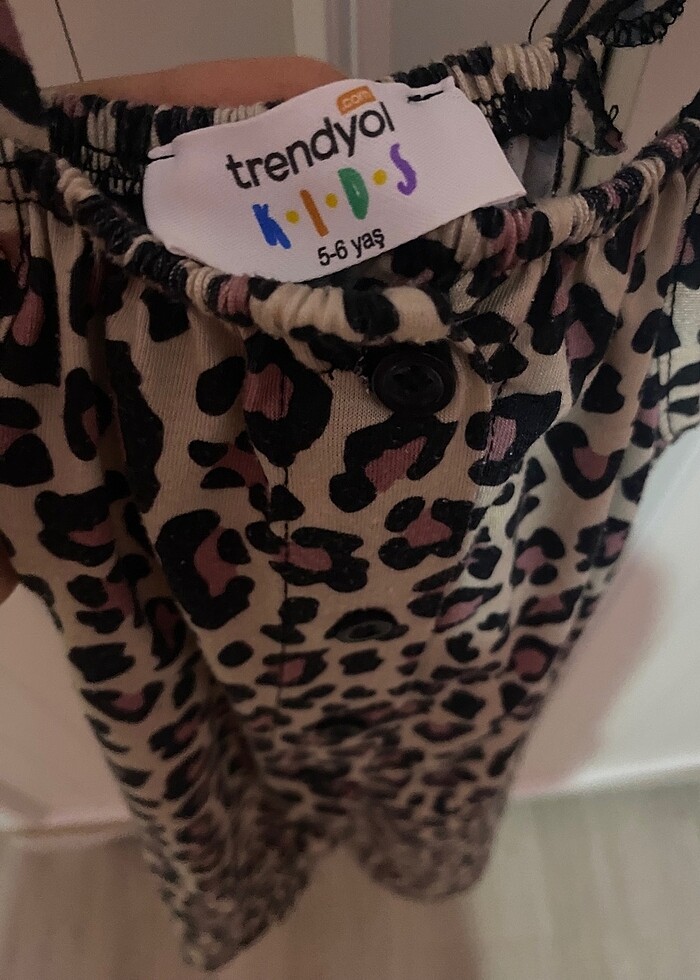 .com
trendyol
K·I·D·S
5-6 yaş